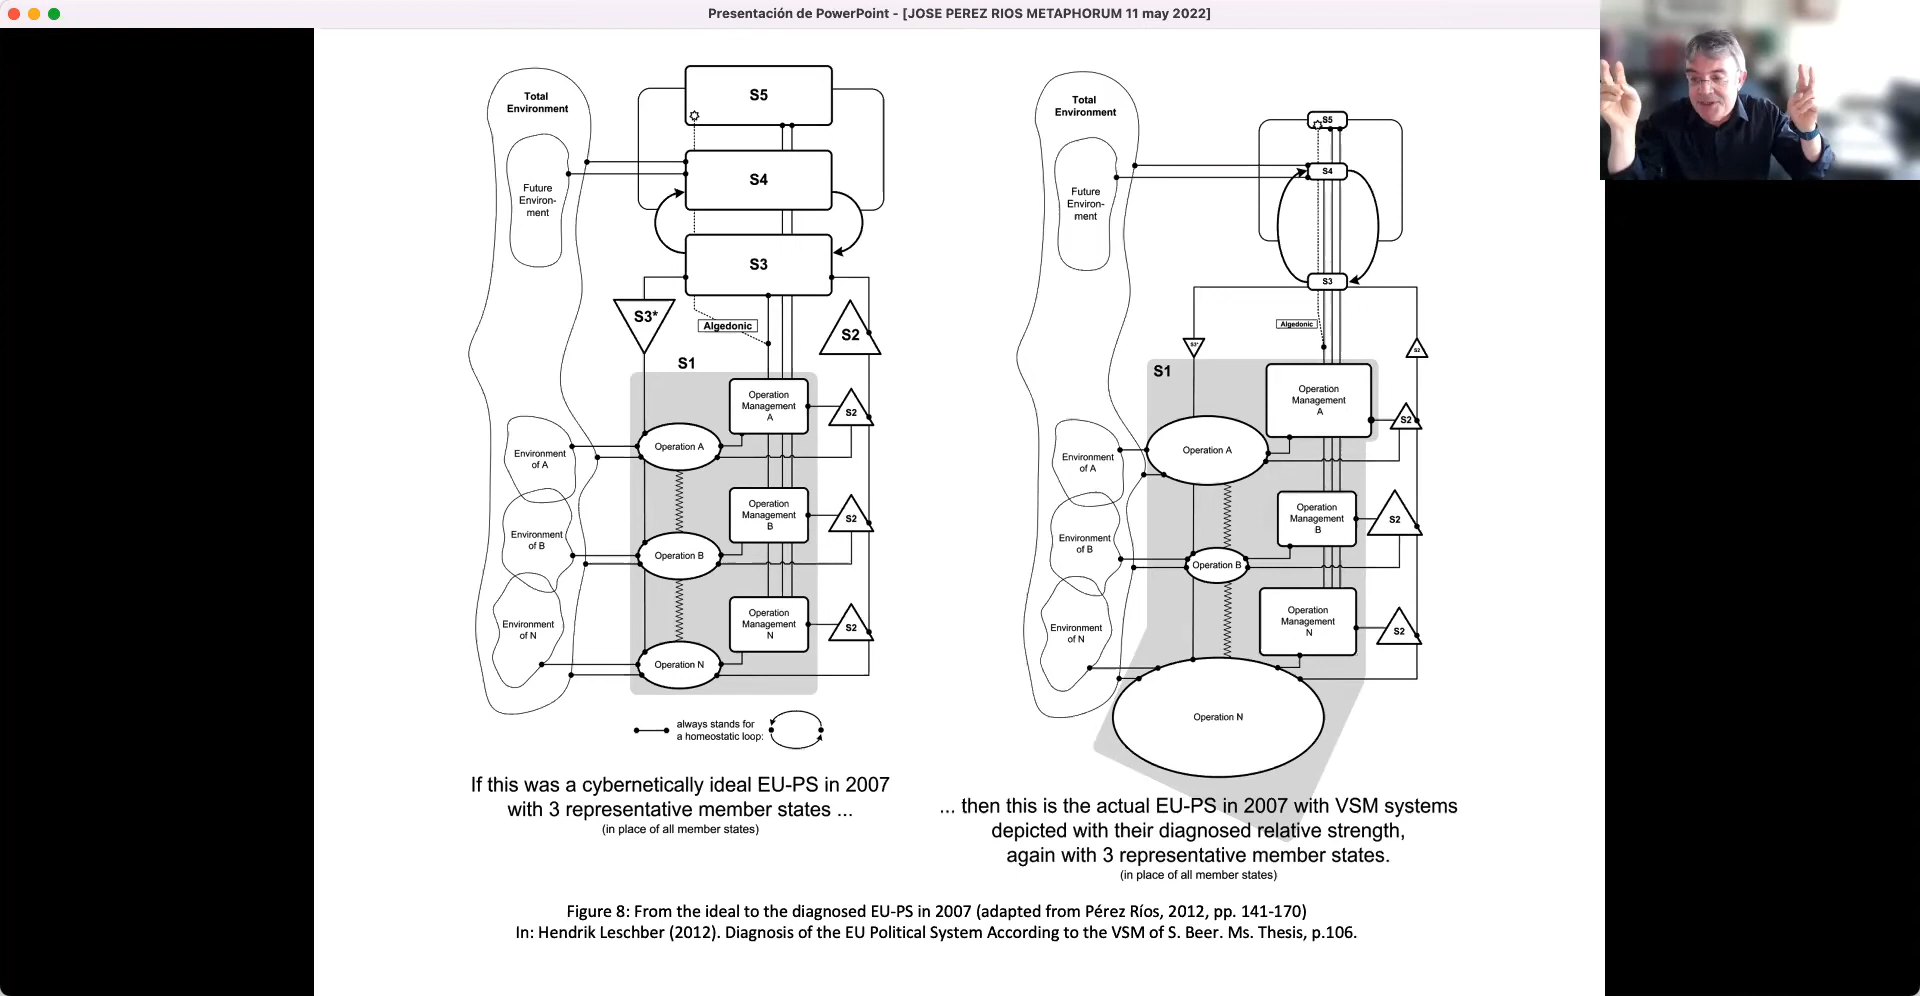 Presentación de PowerPoint - [JOSE PEREZ RIOS METAPHORUM 11 may 2022]
Total
Environment
Future
Environ-
ment
S5
S4
S3
S3*
Algedonic
S2
S1
Operation
Management
A
S2
Operation A
Environment
of A
Operation
Management
B
S2
Environment
of B
Operation B
Operation
Management
N
S2
Environment
of N
Operation N
always stands for
a homeostatic loop:
If this was a cybernetically ideal EU-PS in 2007
with 3 representative member states ...
(in place of all member states)
Total
Environment
Future
Environ-
ment
S5
S4
S3
Algedonic
S3*
S2
S1
Operation
Management
A
S2
Operation A
Environment
of A
Operation
Management
B
S2
Environment
of B
Operation B
Operation
Management
N
S2
Environment
of N
Operation N
... then this is the actual EU-PS in 2007 with VSM systems
depicted with their diagnosed relative strength,
again with 3 representative member states.
(in place of all member states)
Figure 8: From the ideal to the diagnosed EU-PS in 2007 (adapted from Pérez Ríos, 2012, pp. 141-170)
In: Hendrik Leschber (2012). Diagnosis of the EU Political System According to the VSM of S. Beer. Ms. Thesis, p.106.